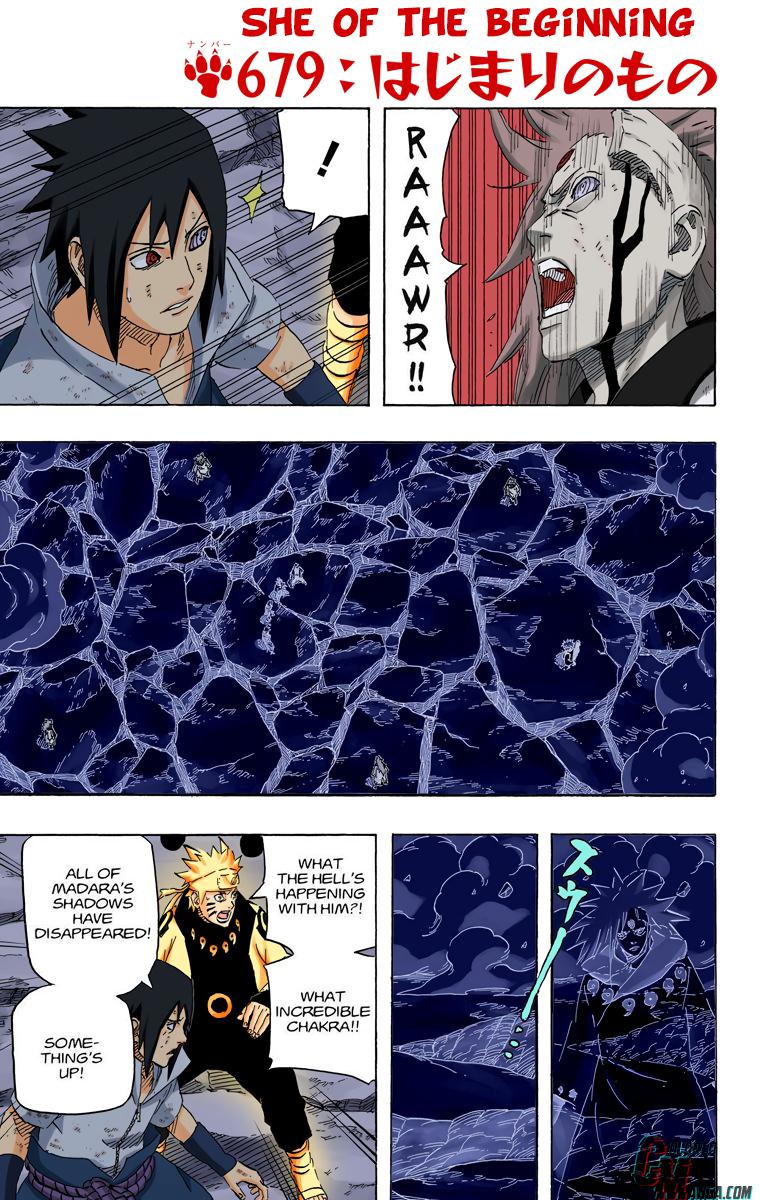 SHE OF THE BEGINNING
ナンバー
679:はじまりのもの
RAAAWR!!
!
スゥー…
WHAT
THE HELL'S
HAPPENING
WITH HIM?!
WHAT
INCREDIBLE
CHAKRA!!
ALL OF
MADARA'S
SHADOWS
HAVE
DISAPPEARED!
SOME-
THING'S
UP!
MANGA.COM